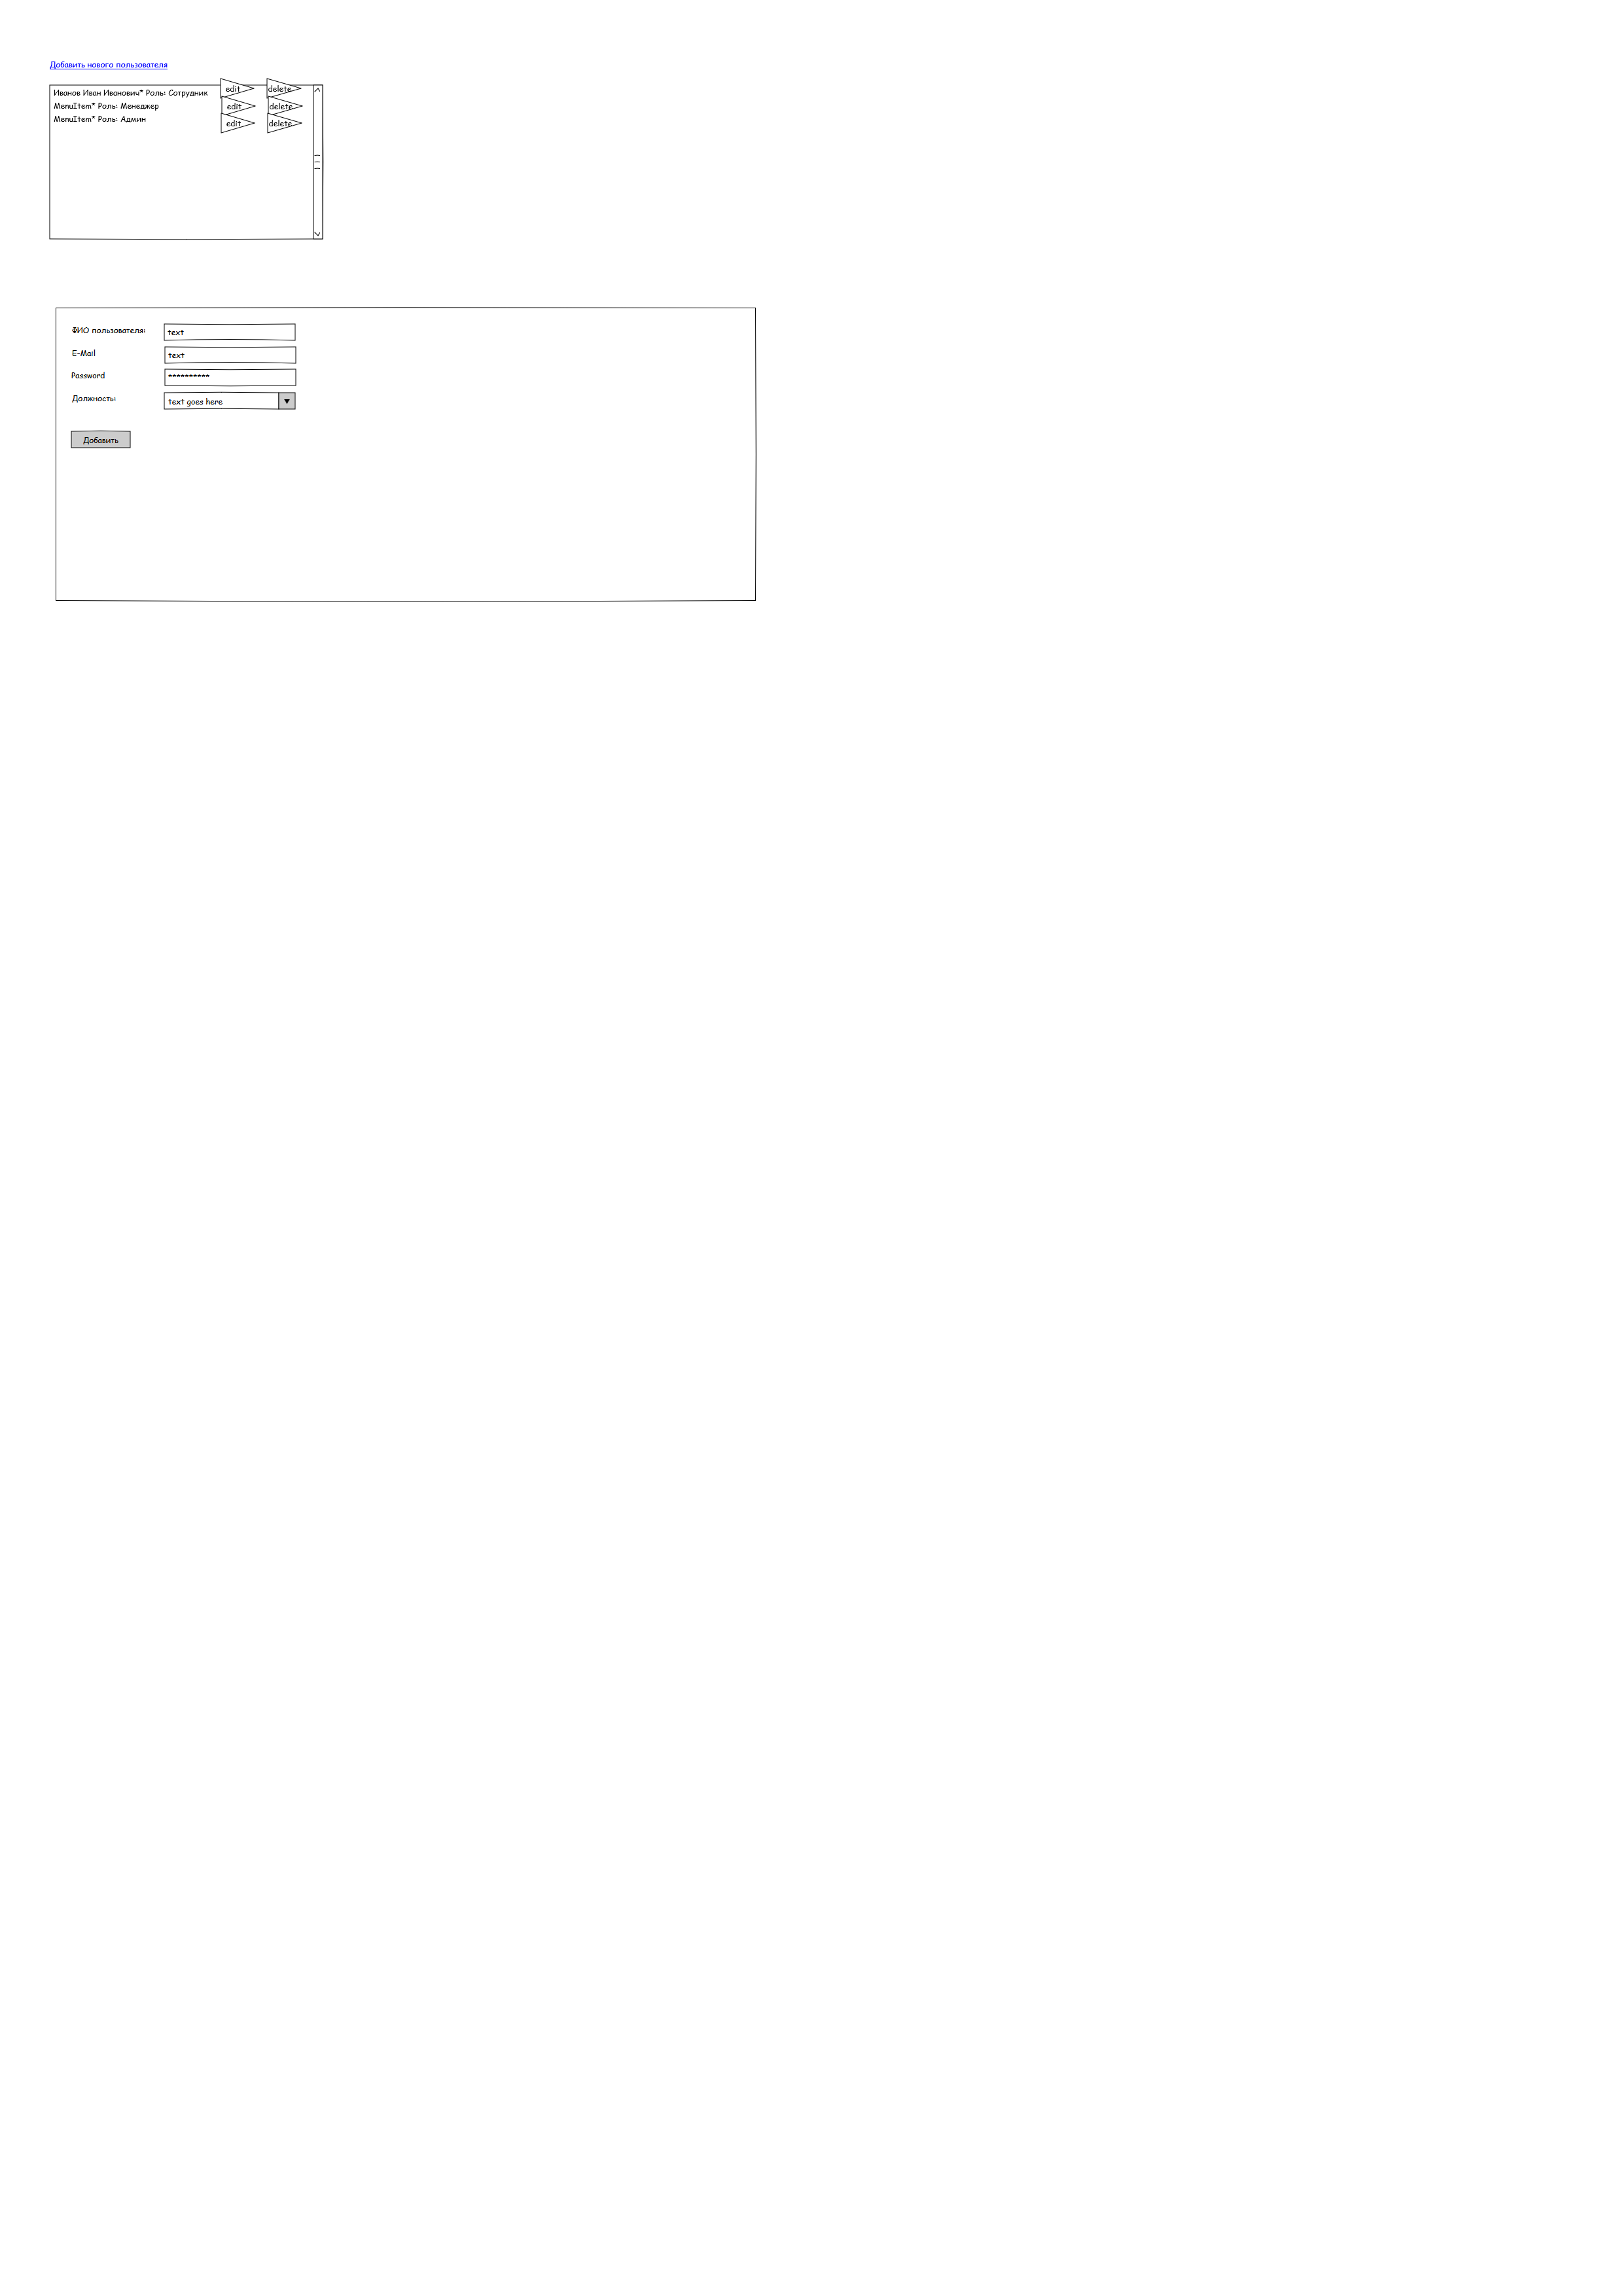 Добавить нового пользователя
Иванов Иван Иванович* Роль: Сотрудник edit delete
MenuItem* Роль: Менеджер edit delete
MenuItem* Роль: Админ edit delete
ФИО пользователя: text
E-Mail text
Password **********
Должность: text goes here
Добавить